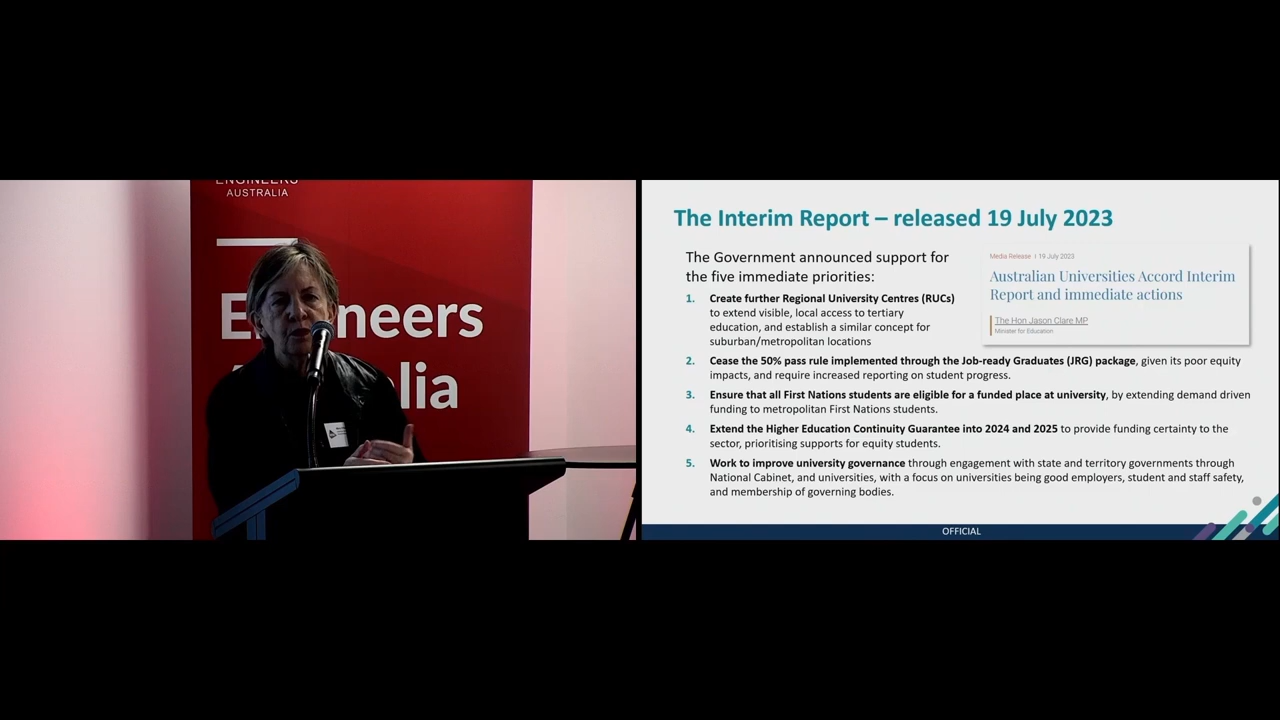 ENGINEERS
AUSTRALIA
neers
lia
The Interim Report – released 19 July 2023
The Government announced support for
the five immediate priorities:
1. Create further Regional University Centres (RUCs)
to extend visible, local access to tertiary
education, and establish a similar concept for
suburban/metropolitan locations
2. Cease the 50% pass rule implemented through the Job-ready Graduates (JRG) package, given its poor equity
impacts, and require increased reporting on student progress.
3. Ensure that all First Nations students are eligible for a funded place at university, by extending demand driven
funding to metropolitan First Nations students.
4. Extend the Higher Education Continuity Guarantee into 2024 and 2025 to provide funding certainty to the
sector, prioritising supports for equity students.
5. Work to improve university governance through engagement with state and territory governments through
National Cabinet, and universities, with a focus on universities being good employers, student and staff safety,
and membership of governing bodies.
Media Release | 19 July 2023
Australian Universities Accord Interim
Report and immediate actions
The Hon Jason Clare MP
Minister for Education
OFFICIAL